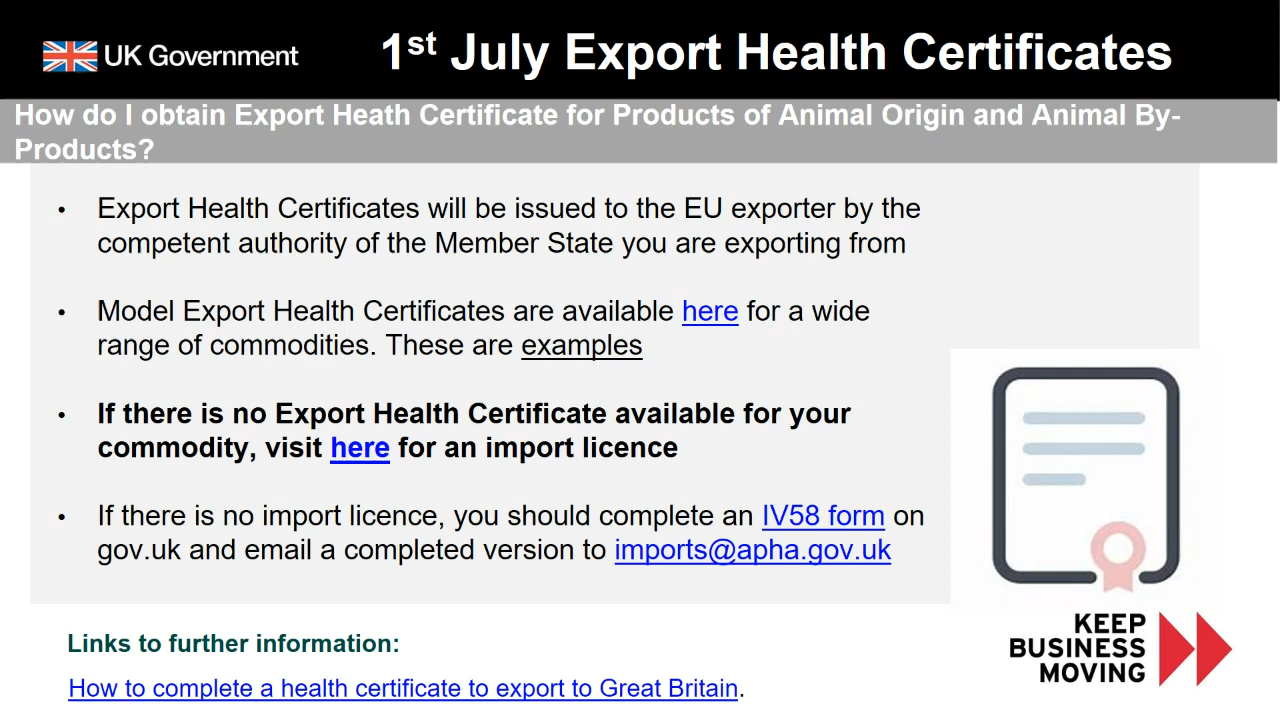 UK Government
1st July Export Health Certificates
How do I obtain Export Heath Certificate for Products of Animal Origin and Animal By-
Products?
• Export Health Certificates will be issued to the EU exporter by the
competent authority of the Member State you are exporting from
• Model Export Health Certificates are available here for a wide
range of commodities. These are examples
• If there is no Export Health Certificate available for your
commodity, visit here for an import licence
• If there is no import licence, you should complete an IV58 form on
gov.uk and email a completed version to imports@apha.gov.uk
Links to further information:
How to complete a health certificate to export to Great Britain.
KEEP
BUSINESS
MOVING